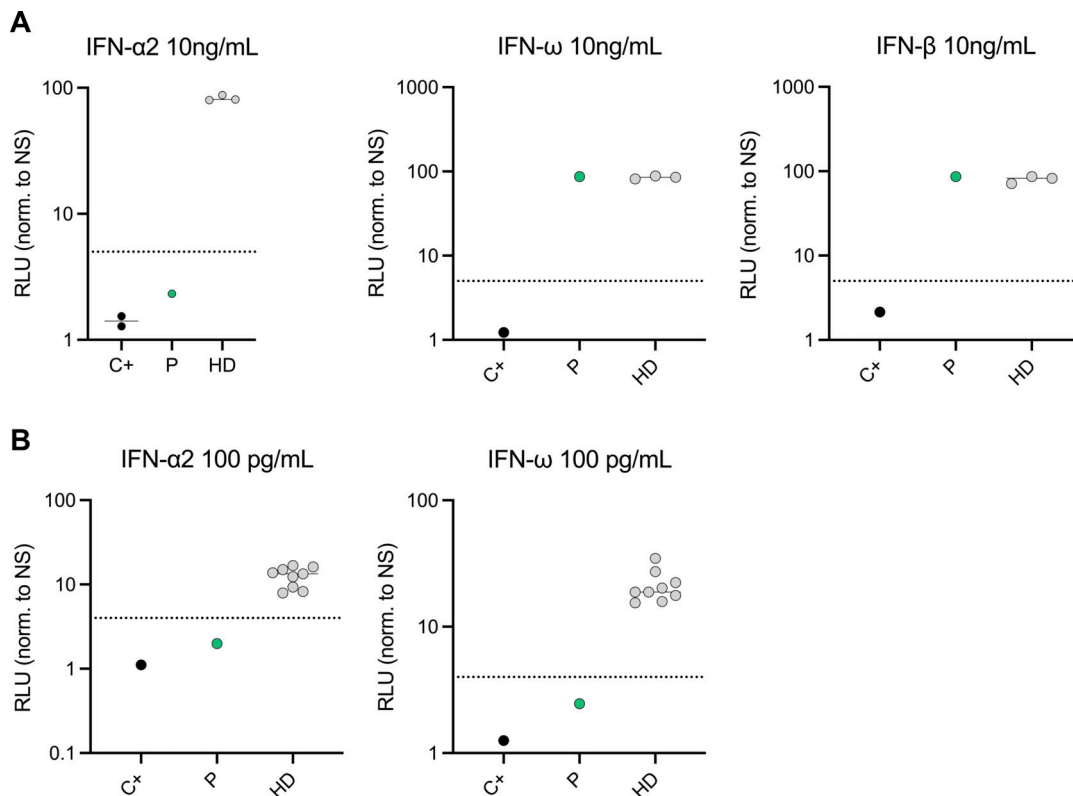 A
IFN-α2 10ng/mL
RLU (norm. to NS)
100
10
1
C+ P HD
IFN-ω 10ng/mL
RLU (norm. to NS)
1000
100
10
1
C+ P HD
IFN-β 10ng/mL
RLU (norm. to NS)
1000
100
10
1
C+ P HD
B
IFN-α2 100 pg/mL
RLU (norm. to NS)
100
10
1
0.1
C+ P HD
IFN-ω 100 pg/mL
RLU (norm. to NS)
100
10
1
C+ P HD